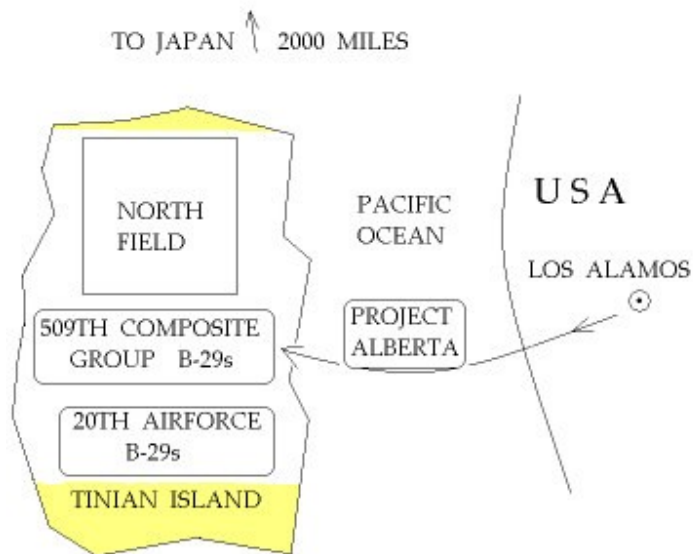 TO JAPAN 2000 MILES
NORTH
FIELD
509TH COMPOSITE
GROUP B-29s
20TH AIRFORCE
B-29s
TINIAN ISLAND
PACIFIC
OCEAN
PROJECT
ALBERTA
USA
LOS ALAMOS